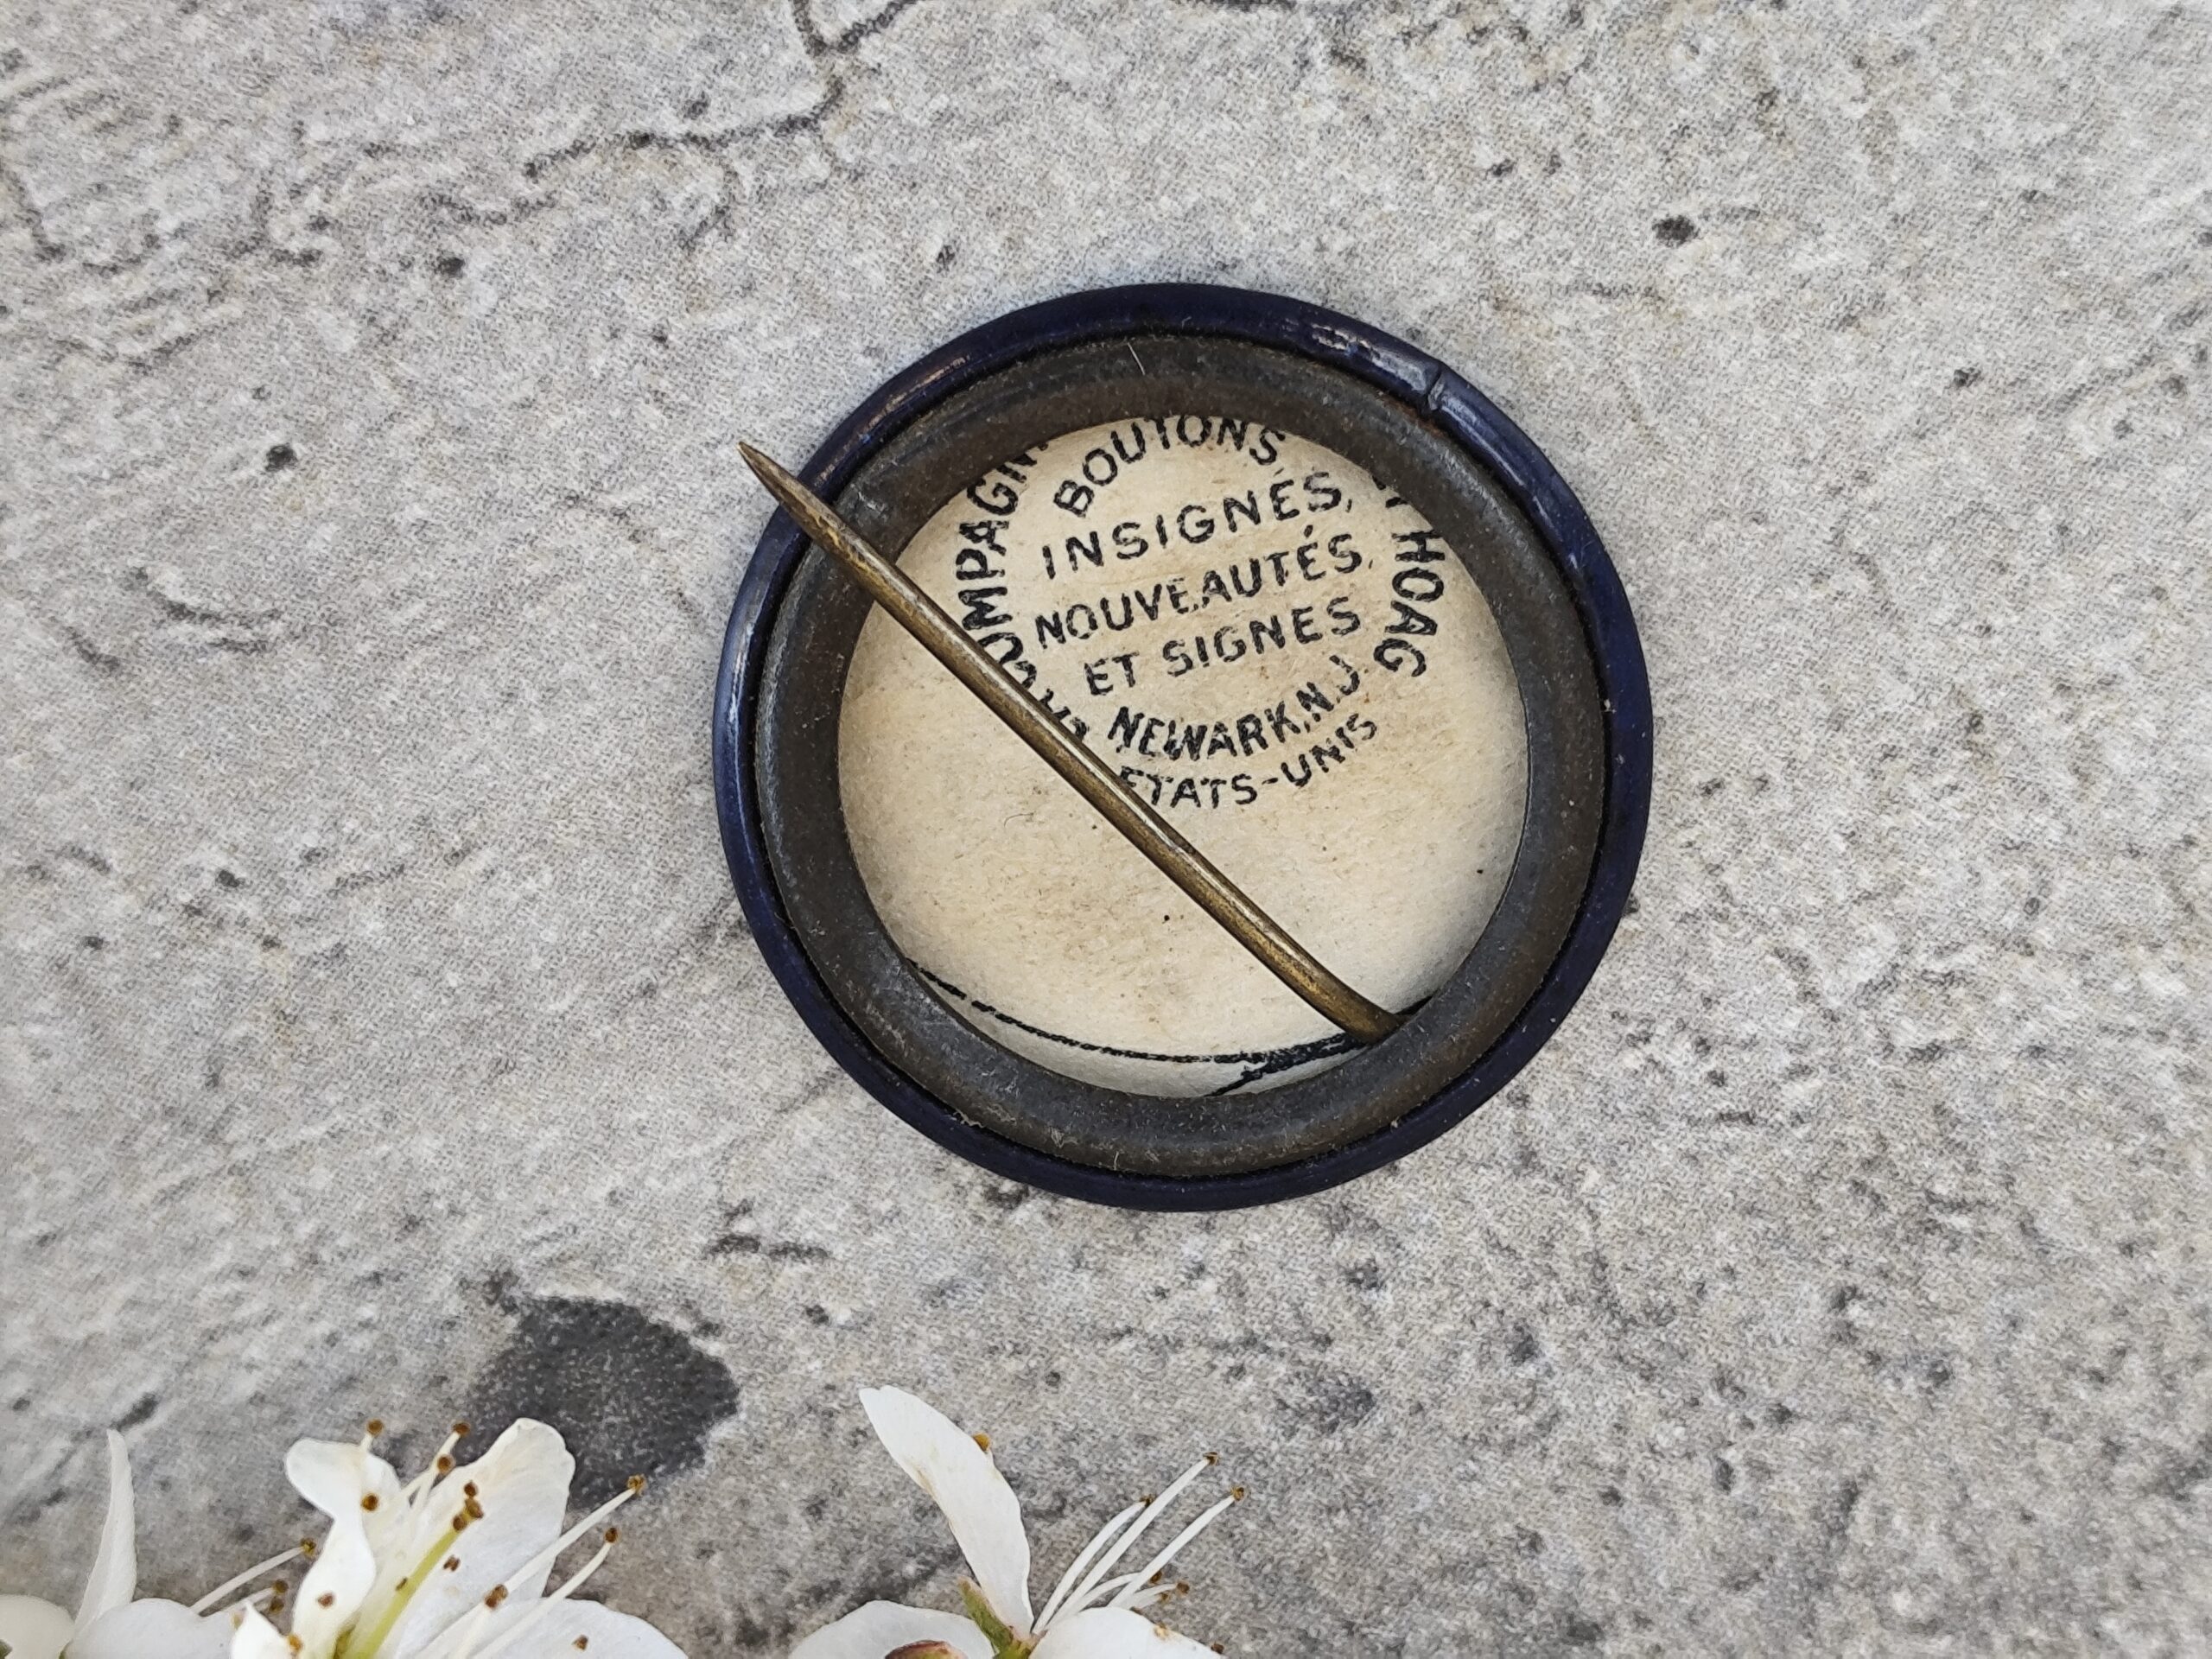 BOUTONS,
INSIGNES,
NOUVEAUTÉS,
ET SIGNES
NEWARK, N.J.
ETATS-UNIS
HOAG